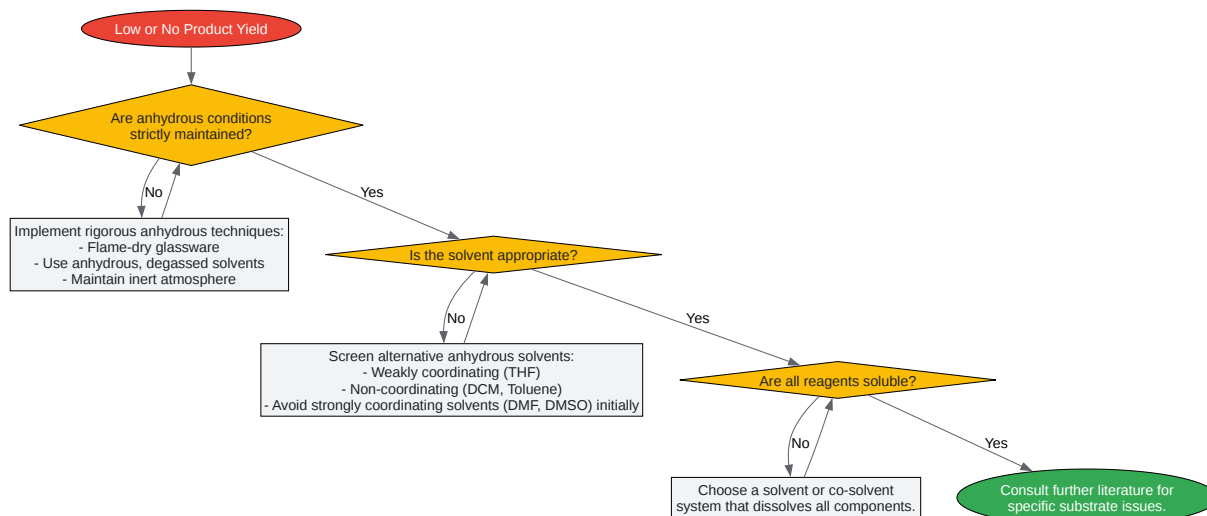 Low or No Product Yield
Are anhydrous conditions
strictly maintained?
No
Yes
Implement rigorous anhydrous techniques:
- Flame-dry glassware
- Use anhydrous, degassed solvents
- Maintain inert atmosphere
Is the solvent appropriate?
No
Yes
Screen alternative anhydrous solvents:
- Weakly coordinating (THF)
- Non-coordinating (DCM, Toluene)
- Avoid strongly coordinating solvents (DMF, DMSO) initially
Are all reagents soluble?
No
Yes
Choose a solvent or co-solvent
system that dissolves all components.
Consult further literature for
specific substrate issues.